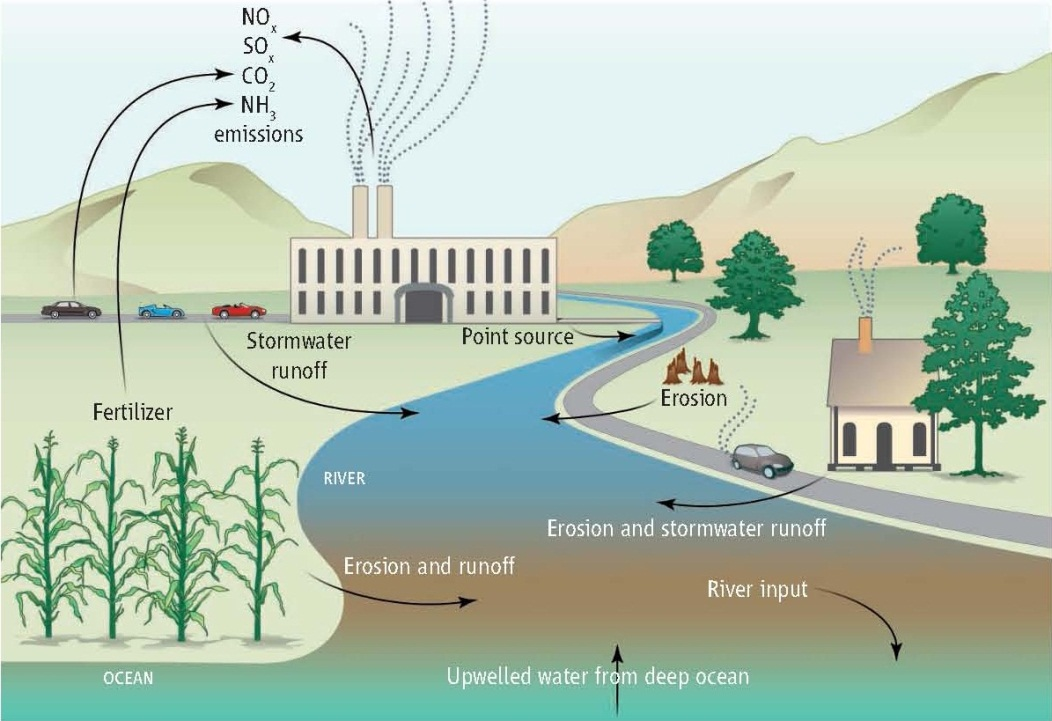 NOx
SOx
CO2
NH3
emissions
Stormwater
runoff
Point source
Erosion
Fertilizer
RIVER
Erosion and stormwater runoff
Erosion and runoff
River input
OCEAN
Upwelled water from deep ocean